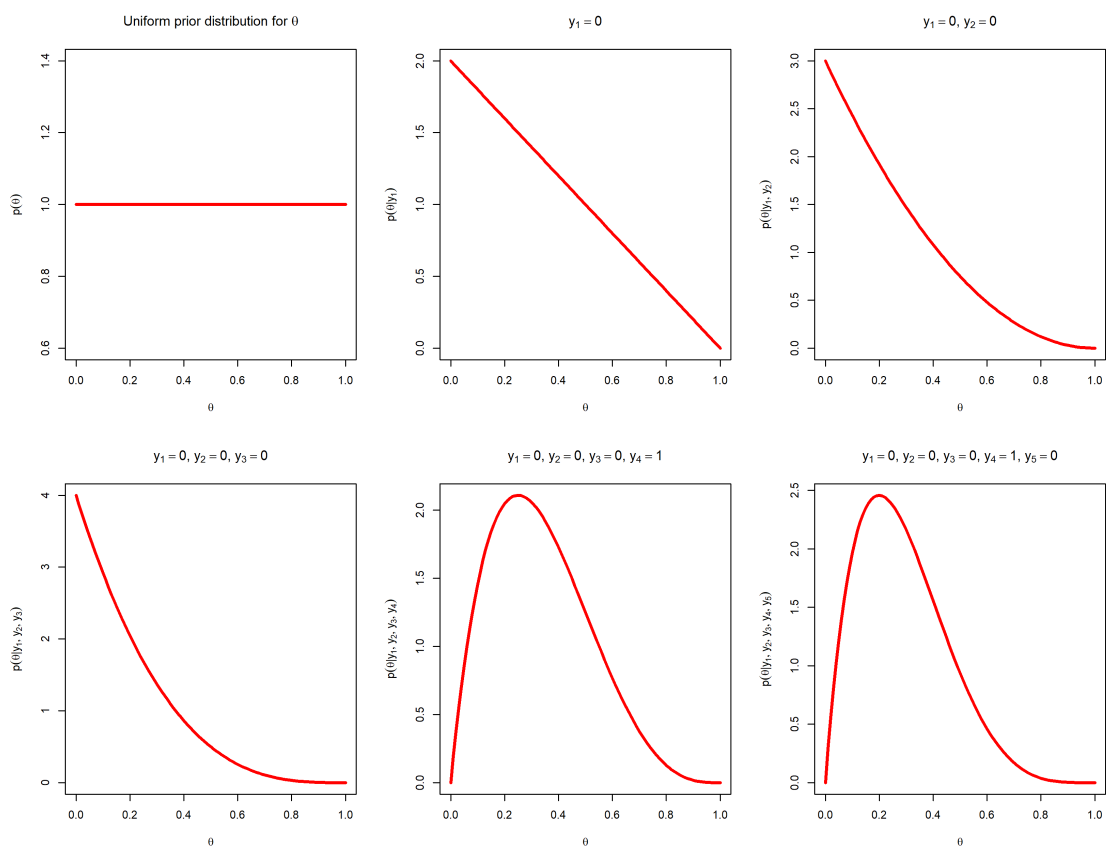 Uniform prior distribution for θ
1.4
1.2
1.0
0.8
0.6
p(θ)
0.0 0.2 0.4 0.6 0.8 1.0
θ
y₁ = 0
2.0
1.5
1.0
0.5
0.0
p(θ|y₁)
0.0 0.2 0.4 0.6 0.8 1.0
θ
y₁ = 0, y₂ = 0
3.0
2.5
2.0
1.5
1.0
0.5
0.0
p(θ|y₁, y₂)
0.0 0.2 0.4 0.6 0.8 1.0
θ
y₁ = 0, y₂ = 0, y₃ = 0
4
3
2
1
0
p(θ|y₁, y₂, y₃)
0.0 0.2 0.4 0.6 0.8 1.0
θ
y₁ = 0, y₂ = 0, y₃ = 0, y₄ = 1
2.0
1.5
1.0
0.5
0.0
p(θ|y₁, y₂, y₃, y₄)
0.0 0.2 0.4 0.6 0.8 1.0
θ
y₁ = 0, y₂ = 0, y₃ = 0, y₄ = 1, y₅ = 0
2.5
2.0
1.5
1.0
0.5
0.0
p(θ|y₁, y₂, y₃, y₄, y₅)
0.0 0.2 0.4 0.6 0.8 1.0
θ